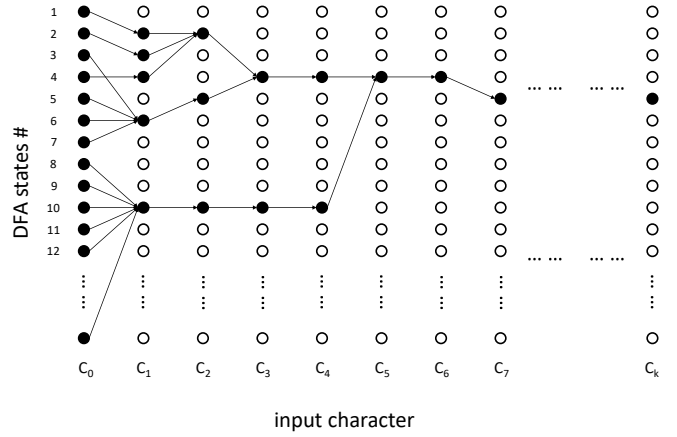 DFA states #
1
2
3
4
5
6
7
8
9
10
11
12
... ... ... ...
... ... ... ...
C₀ C₁ C₂ C₃ C₄ C₅ C₆ C₇ Cₖ
input character